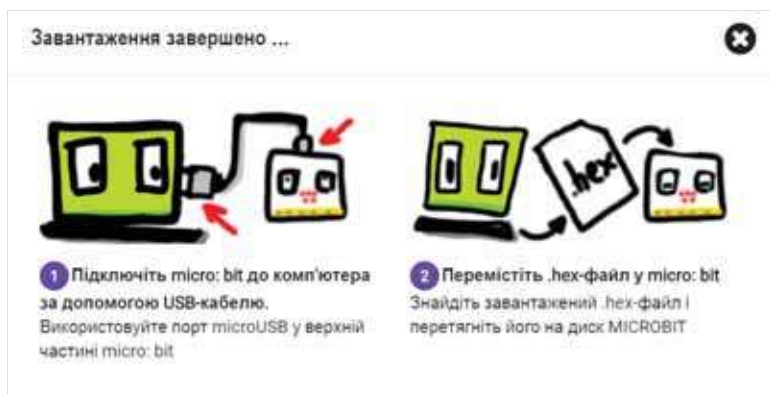 Завантаження завершено ...
.hex
1 Підключіть micro: bit до комп'ютера
за допомогою USB-кабелю.
Використовуйте порт microUSB у верхній
частині micro: bit
2 Перемістіть .hex-файл у micro: bit
Знайдіть завантажений .hex-файл і
перетягніть його на диск MICROBIT